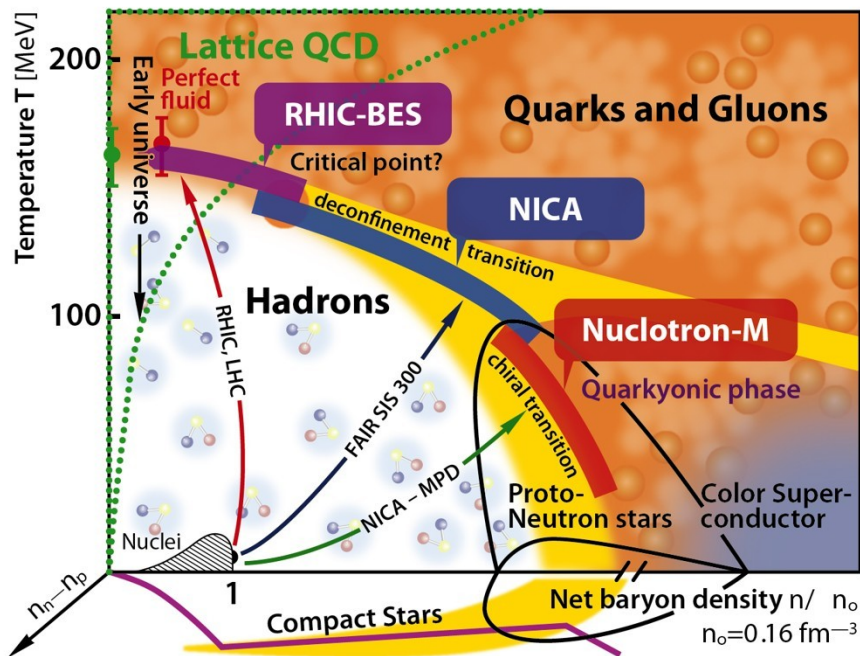 Temperature T [MeV]
200
100
Lattice QCD
Early universe
Perfect
fluid
RHIC-BES
Critical point?
Quarks and Gluons
NICA
deconfinement transition
Hadrons
Nuclotron-M
Quarkyonic phase
chiral transition
RHIC, LHC
FAIR SIS 300
NICA – MPD
Proto-
Neutron stars
Color Super-
conductor
Nuclei
1
nₙ—nₚ
Compact Stars
Net baryon density n/ nₒ
nₒ=0.16 fm⁻³